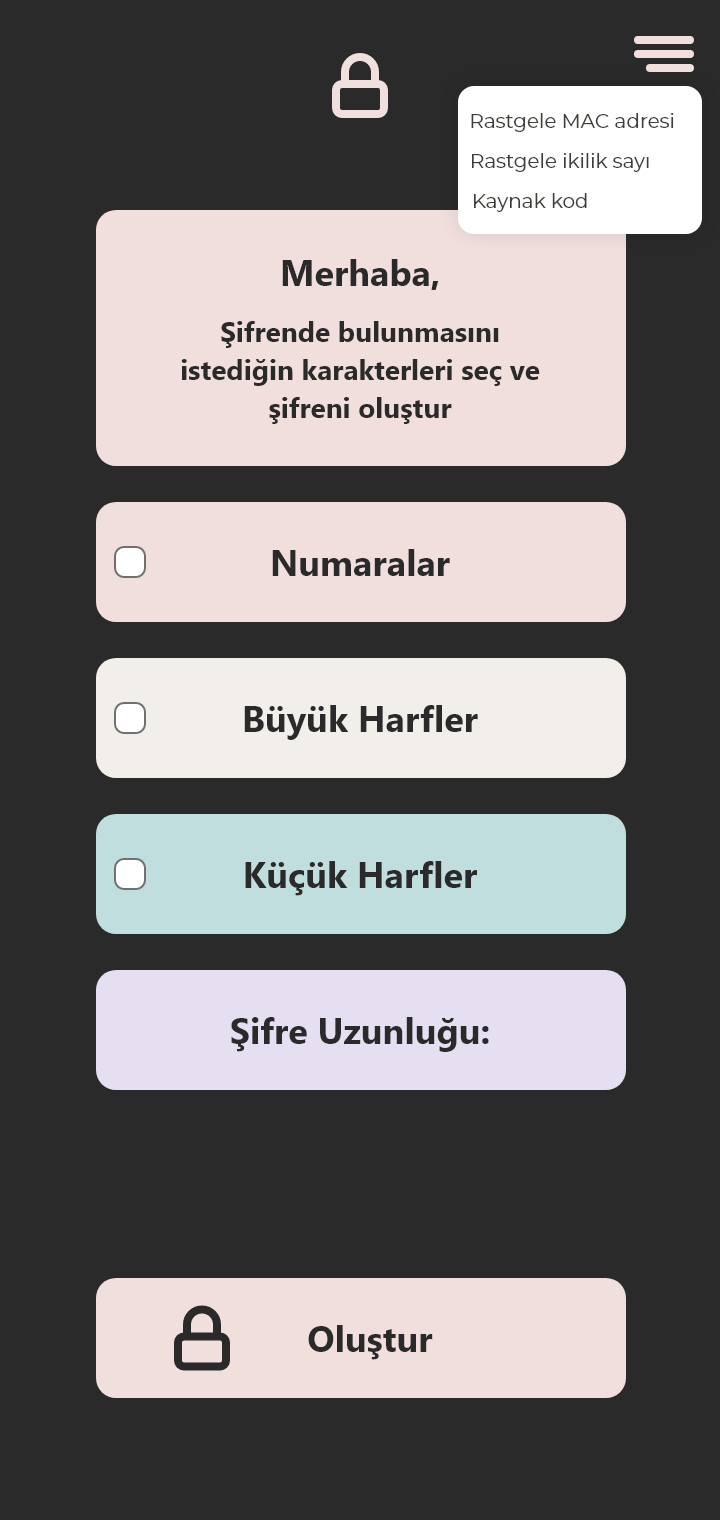 Rastgele MAC adresi
Rastgele ikilik sayı
Kaynak kod
Merhaba,
Şifrende bulunmasını
istediğin karakterleri seç ve
şifreni oluştur
Numaralar
Büyük Harfler
Küçük Harfler
Şifre Uzunluğu:
Oluştur